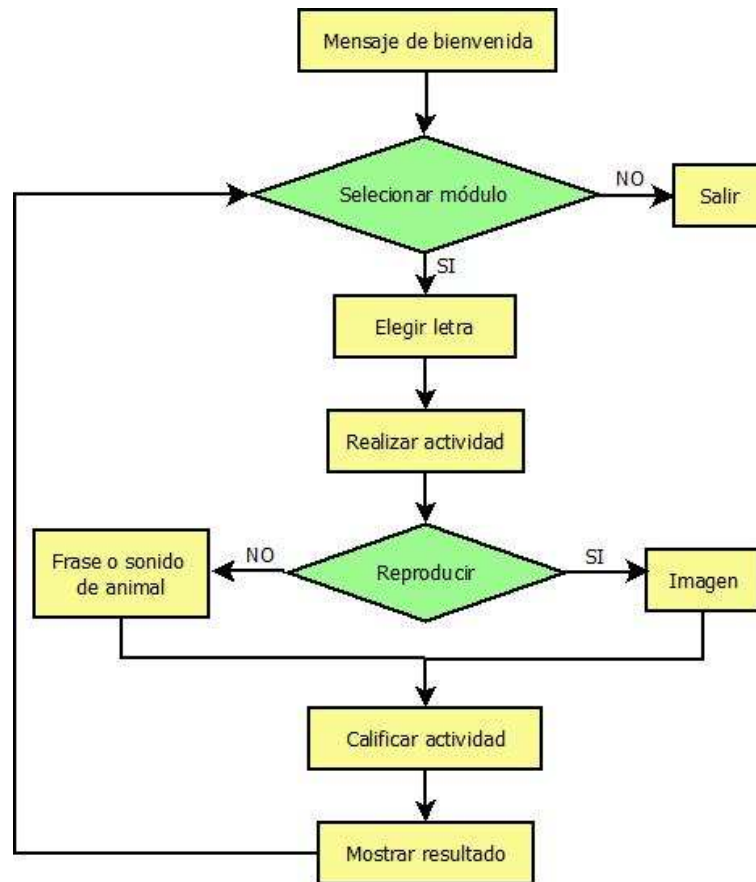 Mensaje de bienvenida
Selecionar módulo
NO
Salir
SI
Elegir letra
Realizar actividad
Frase o sonido
de animal
NO
Reproducir
SI
Imagen
Calificar actividad
Mostrar resultado